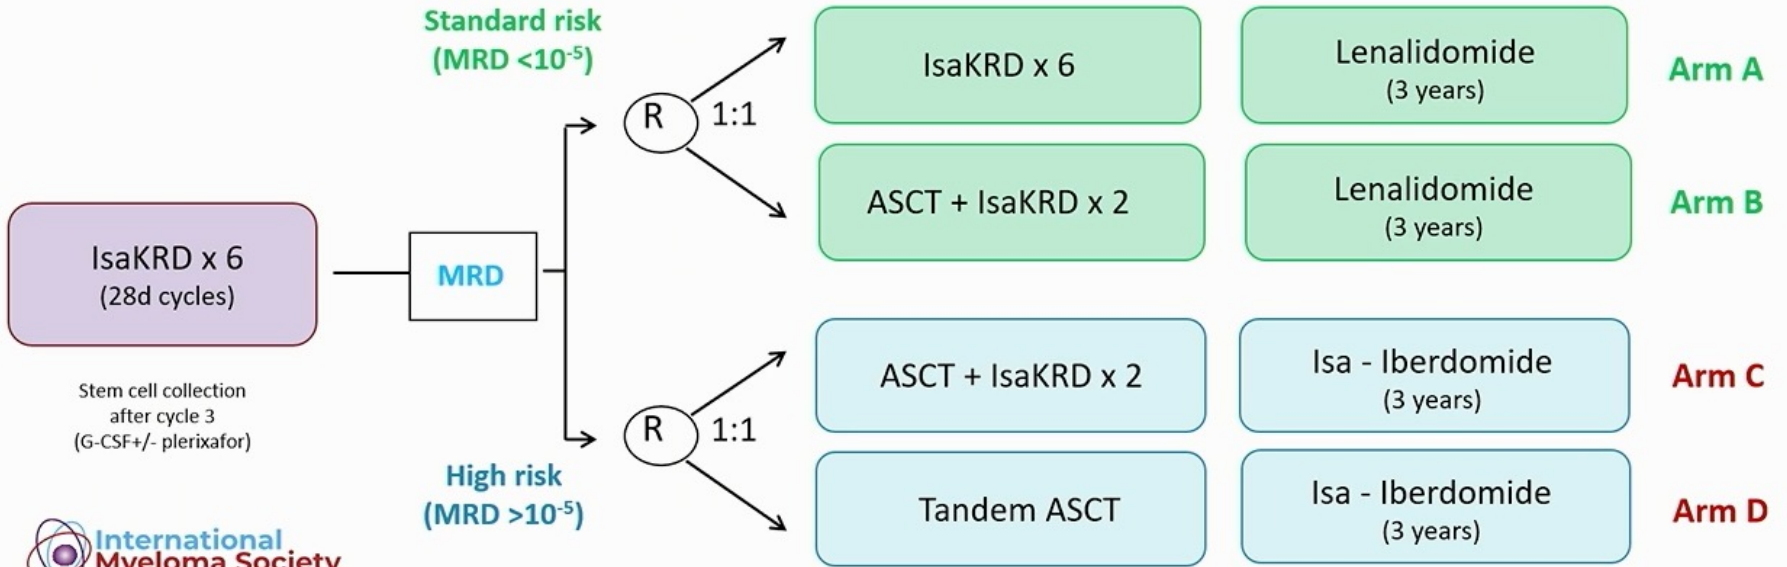 IsaKRD x 6
(28d cycles)
Stem cell collection
after cycle 3
(G-CSF+/- plerixafor)
MRD
Standard risk
(MRD <10⁻⁵)
R
1:1
IsaKRD x 6
Lenalidomide
(3 years)
Arm A
ASCT + IsaKRD x 2
Lenalidomide
(3 years)
Arm B
High risk
(MRD >10⁻⁵)
R
1:1
ASCT + IsaKRD x 2
Isa - Iberdomide
(3 years)
Arm C
Tandem ASCT
Isa - Iberdomide
(3 years)
Arm D
International
Myeloma Society